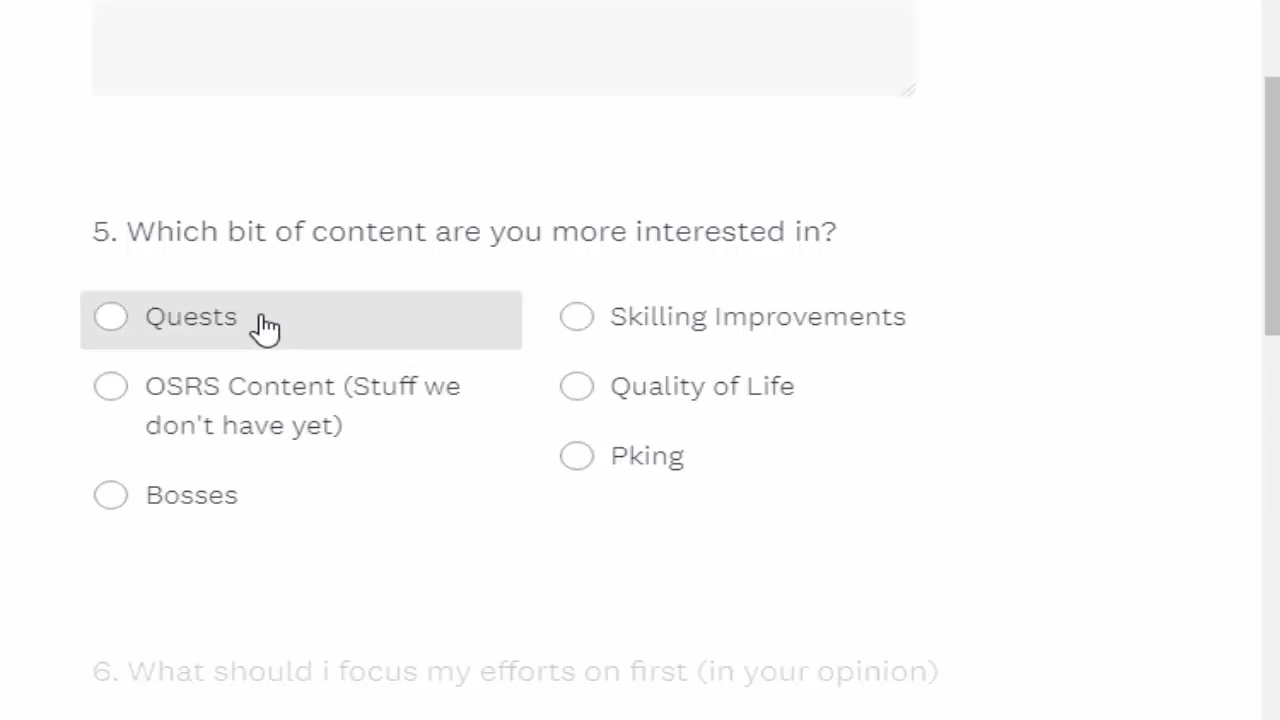 5. Which bit of content are you more interested in?
Quests
Skilling Improvements
OSRS Content (Stuff we
don't have yet)
Quality of Life
Pking
Bosses
6. What should i focus my efforts on first (in your opinion)